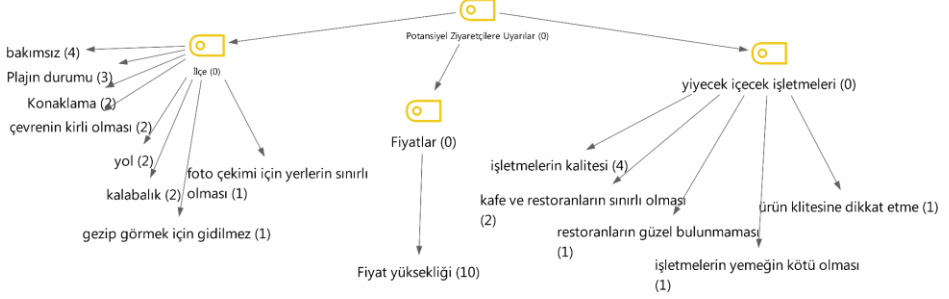 Potansiyel Ziyaretçilere Uyarılar (0)
İlçe (0)
bakımsız (4)
Plajın durumu (3)
Konaklama (2)
çevrenin kirli olması (2)
yol (2)
kalabalık (2)
gezip görmek için gidilmez (1)
foto çekimi için yerlerin sınırlı
olması (1)
Fiyatlar (0)
Fiyat yüksekliği (10)
yiyecek içecek işletmeleri (0)
işletmelerin kalitesi (4)
kafe ve restoranların sınırlı olması
(2)
restoranların güzel bulunmaması
(1)
işletmelerin yemeğin kötü olması
(1)
ürün klitesine dikkat etme (1)